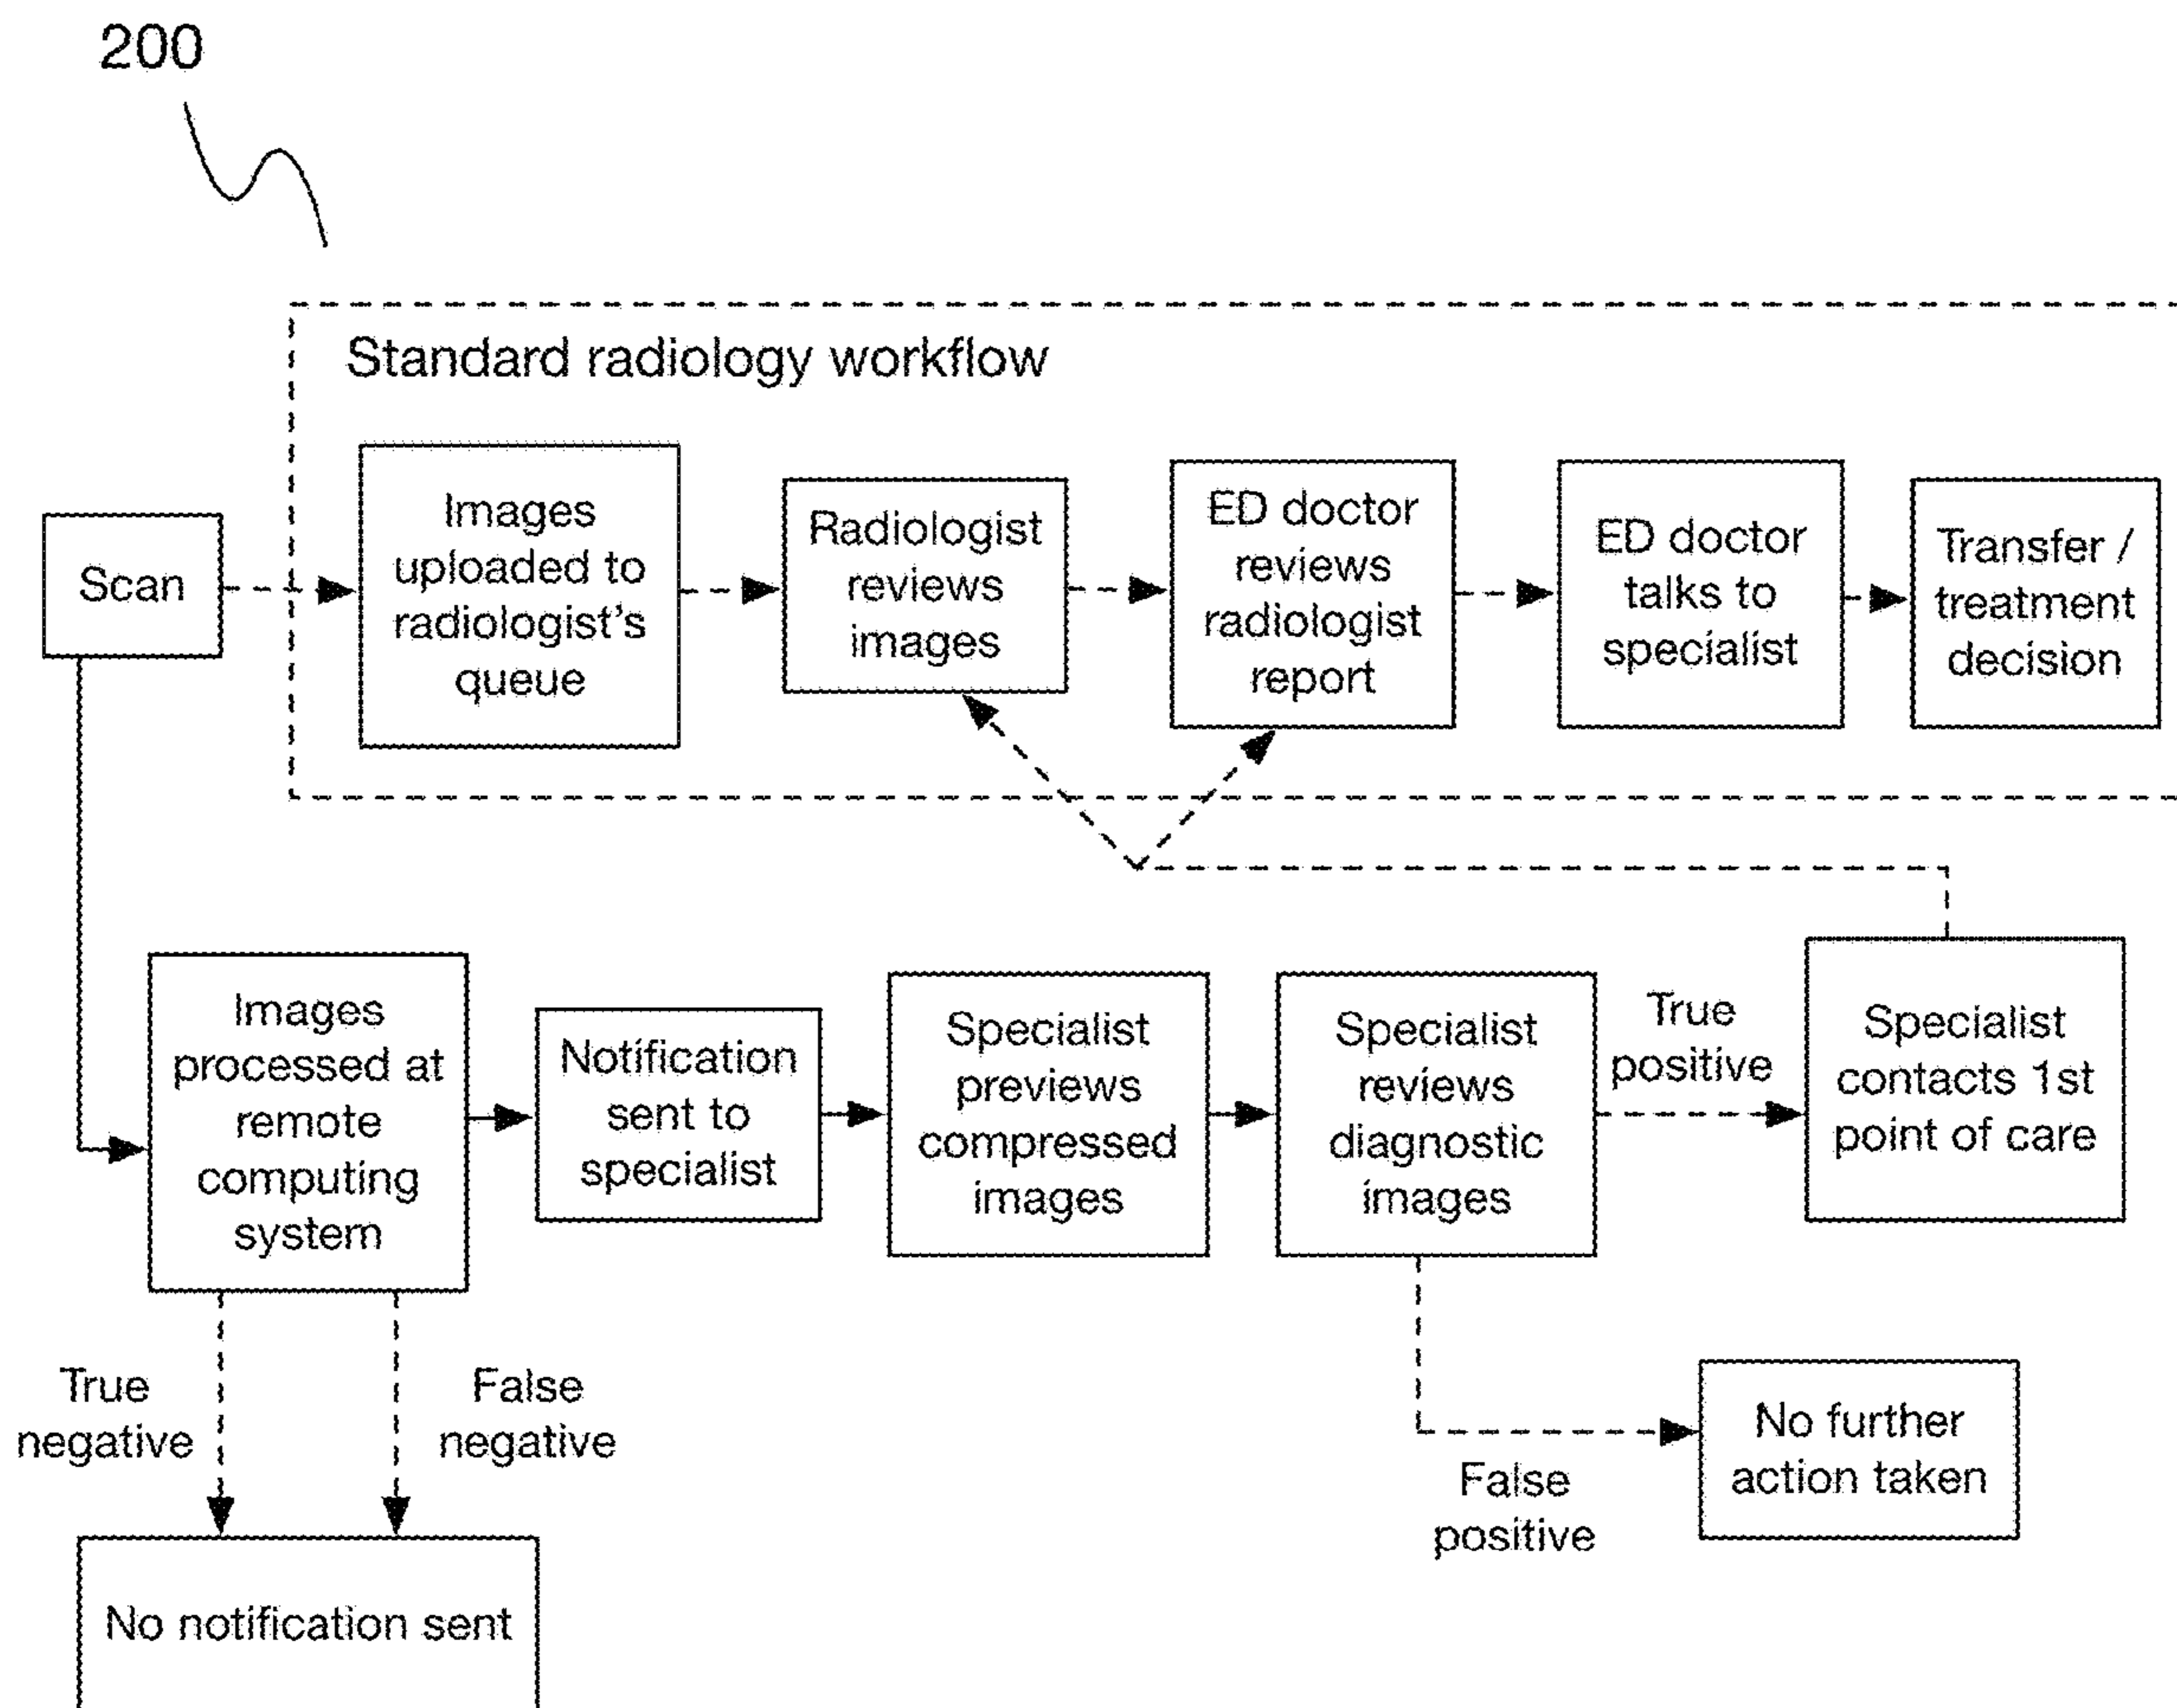 200
Standard radiology workflow
Scan
Images
uploaded to
radiologist's
queue
Radiologist
reviews
images
ED doctor
reviews
radiologist
report
ED doctor
talks to
specialist
Transfer /
treatment
decision
Images
processed at
remote
computing
system
Notification
sent to
specialist
Specialist
previews
compressed
images
Specialist
reviews
diagnostic
images
True
positive
Specialist
contacts 1st
point of care
True
negative
False
negative
False
positive
No further
action taken
No notification sent